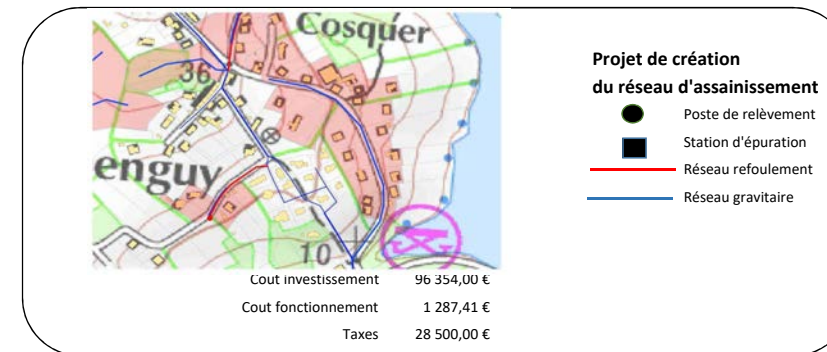 Cosquer
36
enguy
10
Projet de création
du réseau d'assainissement
Poste de relèvement
Station d'épuration
Réseau refoulement
Réseau gravitaire
Cout investissement 96 354,00 €
Cout fonctionnement 1 287,41 €
Taxes 28 500,00 €